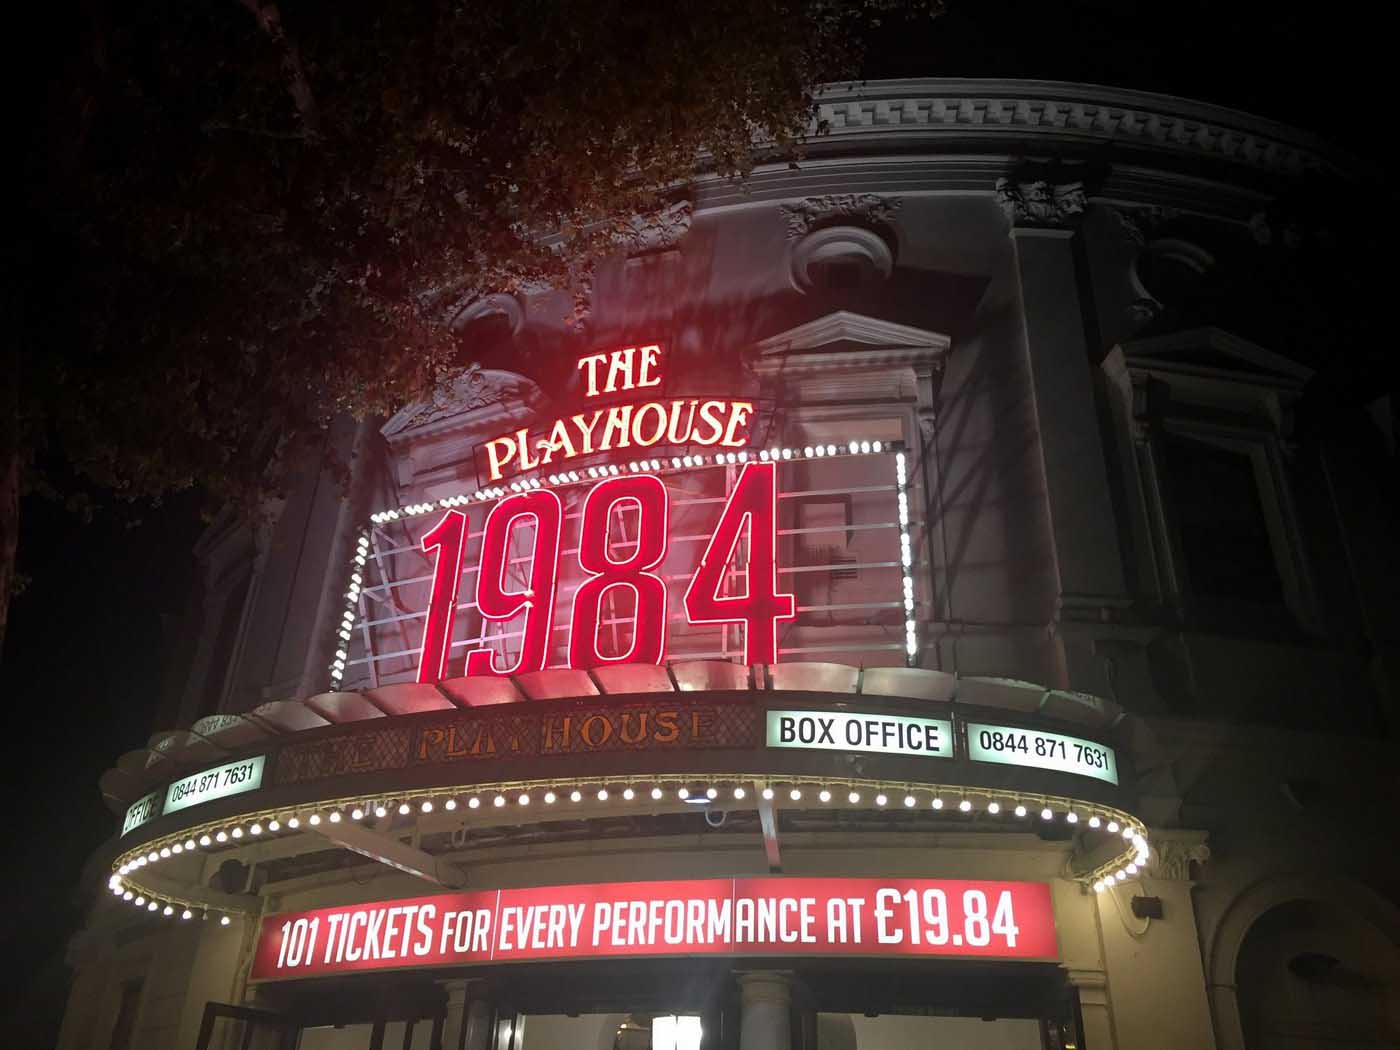 THE
PLAYHOUSE
1984
THE PLAYHOUSE
BOX OFFICE
0844 871 7631
OFFICE
0844 871 7631
101 TICKETS FOR EVERY PERFORMANCE AT £19.84